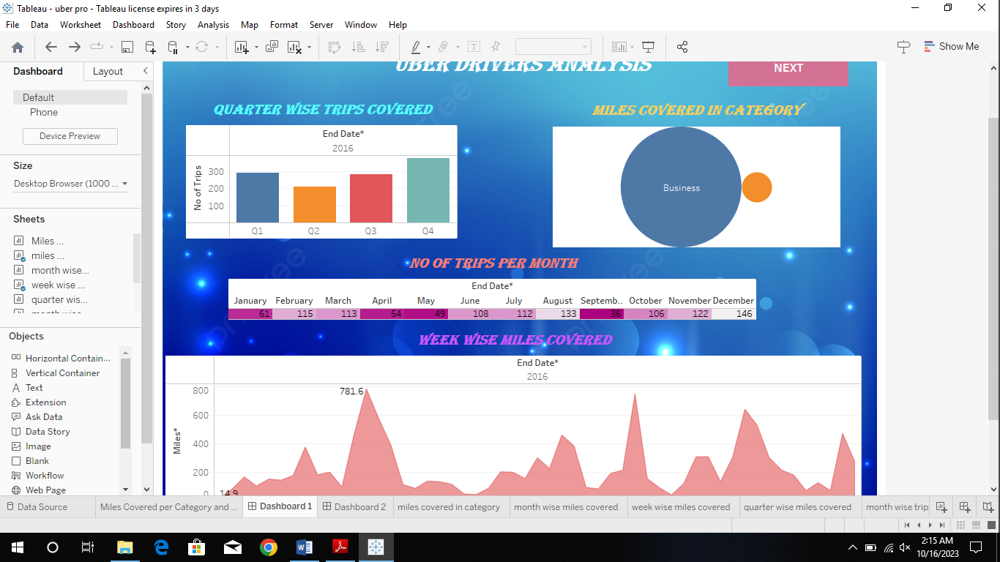 Tableau - uber pro - Tableau license expires in 3 days
File Data Worksheet Dashboard Story Analysis Map Format Server Window Help
Show Me
Dashboard Layout
Default
Phone
Device Preview
Size
Desktop Browser (1000 ...
Sheets
Miles ...
miles ...
month wise...
week wise ...
quarter wis...
month wise
Objects
Horizontal Contain...
Vertical Container
Text
Extension
Ask Data
Data Story
Image
Blank
Workflow
Web Page
UBER DRIVERS ANALYSIS
NEXT
QUARTER WISE TRIPS COVERED
End Date*
2016
No of Trips
300
200
100
Q1 Q2 Q3 Q4
MILES COVERED IN CATEGORY
Business
NO OF TRIPS PER MONTH
End Date*
January February March April May June July August Septemb.. October November December
61 115 113 54 49 108 112 133 36 106 122 146
WEEK WISE MILES COVERED
End Date*
2016
Miles*
800
600
400
200
0
781.6
14.9
Data Source Miles Covered per Category and ... Dashboard 1 Dashboard 2 miles covered in category month wise miles covered week wise miles covered quarter wise miles covered month wise trip
2:15 AM
10/16/2023